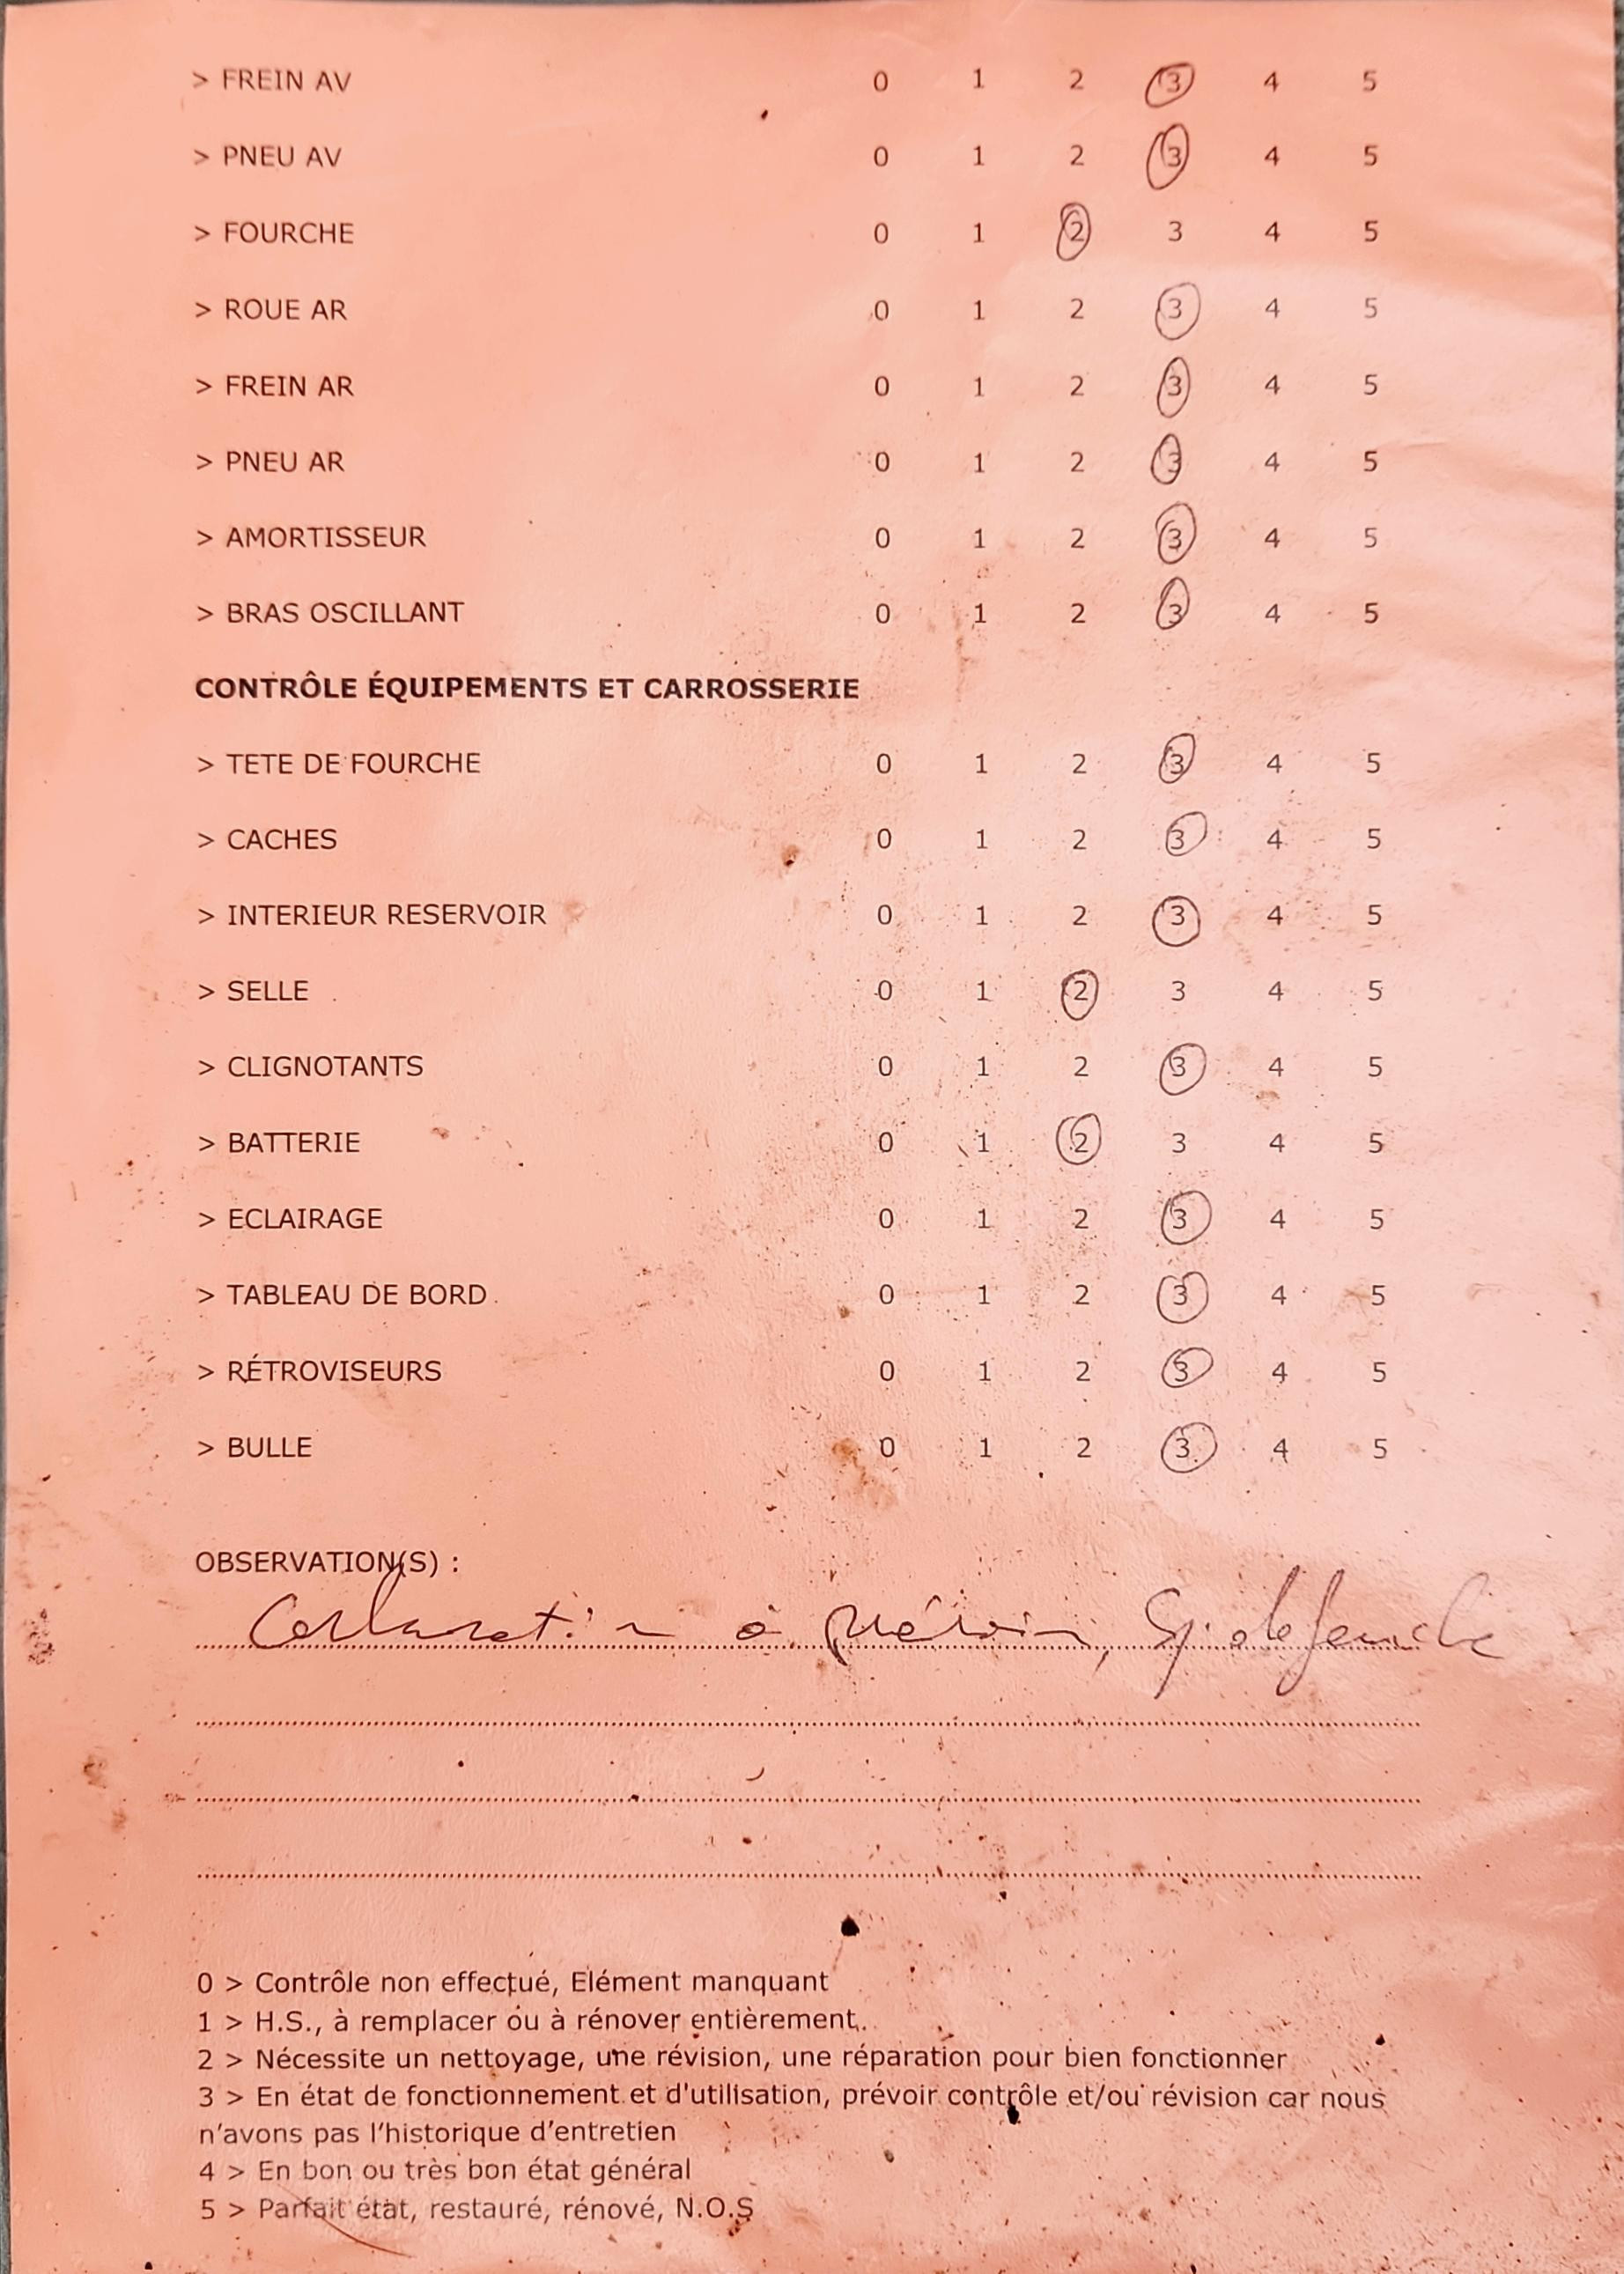 > FREIN AV 0 1 2 3 4 5
> PNEU AV 0 1 2 3 4 5
> FOURCHE 0 1 2 3 4 5
> ROUE AR 0 1 2 3 4 5
> FREIN AR 0 1 2 3 4 5
> PNEU AR 0 1 2 3 4 5
> AMORTISSEUR 0 1 2 3 4 5
> BRAS OSCILLANT 0 1 2 3 4 5
CONTRÔLE ÉQUIPEMENTS ET CARROSSERIE
> TETE DE FOURCHE 0 1 2 3 4 5
> CACHES 0 1 2 3 4 5
> INTERIEUR RESERVOIR 0 1 2 3 4 5
> SELLE 0 1 2 3 4 5
> CLIGNOTANTS 0 1 2 3 4 5
> BATTERIE 0 1 2 3 4 5
> ECLAIRAGE 0 1 2 3 4 5
> TABLEAU DE BORD 0 1 2 3 4 5
> RÉTROVISEURS 0 1 2 3 4 5
> BULLE 0 1 2 3 4 5
OBSERVATION(S) :
à prévoir, de fourche
0 > Contrôle non effectué, Elément manquant
1 > H.S., à remplacer ou à rénover entièrement.
2 > Nécessite un nettoyage, une révision, une réparation pour bien fonctionner
3 > En état de fonctionnement et d'utilisation, prévoir contrôle et/ou révision car nous
n'avons pas l'historique d'entretien
4 > En bon ou très bon état général
5 > Parfait état, restauré, rénové, N.O.S